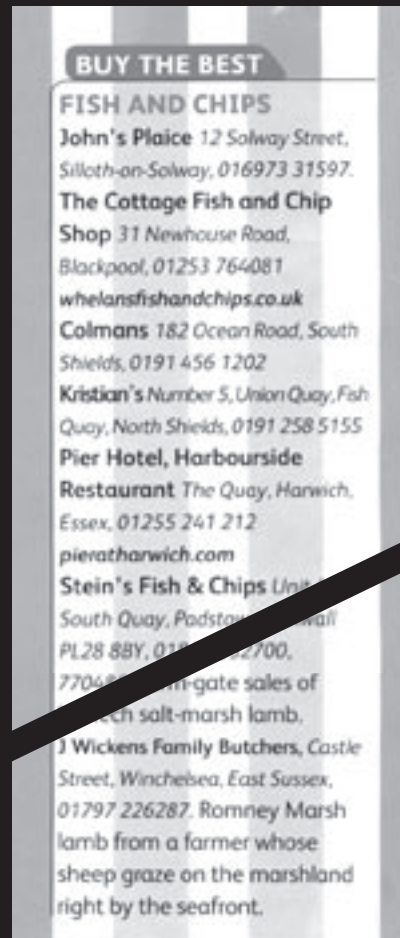 BUY THE BEST
FISH AND CHIPS
John's Plaice 12 Solway Street,
Silloth-on-Solway, 016973 31597.
The Cottage Fish and Chip
Shop 31 Newhouse Road,
Blackpool, 01253 764081
whelansfishandchips.co.uk
Colmans 182 Ocean Road, South
Shields, 0191 456 1202
Kristian's Number 5, Union Quay, Fish
Quay, North Shields, 0191 258 5155
Pier Hotel, Harbourside
Restaurant The Quay, Harwich,
Essex, 01255 241 212
pieratharwich.com
Stein's Fish & Chips Unit
South Quay,
PL28 8BY,
sales of
salt-marsh lamb.
J Wickens Family Butchers, Castle
Street, Winchelsea, East Sussex,
01797 226287. Romney Marsh
lamb from a farmer whose
sheep graze on the marshland
right by the seafront.